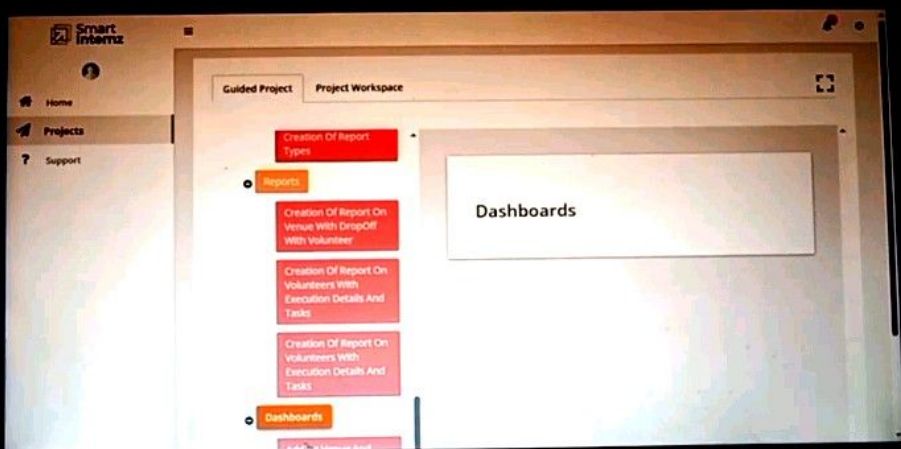 Smart
Internz
Home
Projects
? Support
Guided Project
Project Workspace
Creation Of Report
Types
Reports
Creation Of Report On
Venue With DropOff
With Volunteer
Creation Of Report On
Volunteers With
Execution Details And
Tasks
Creation Of Report On
Volunteers With
Execution Details And
Tasks
Dashboards
Venue And
Dashboards